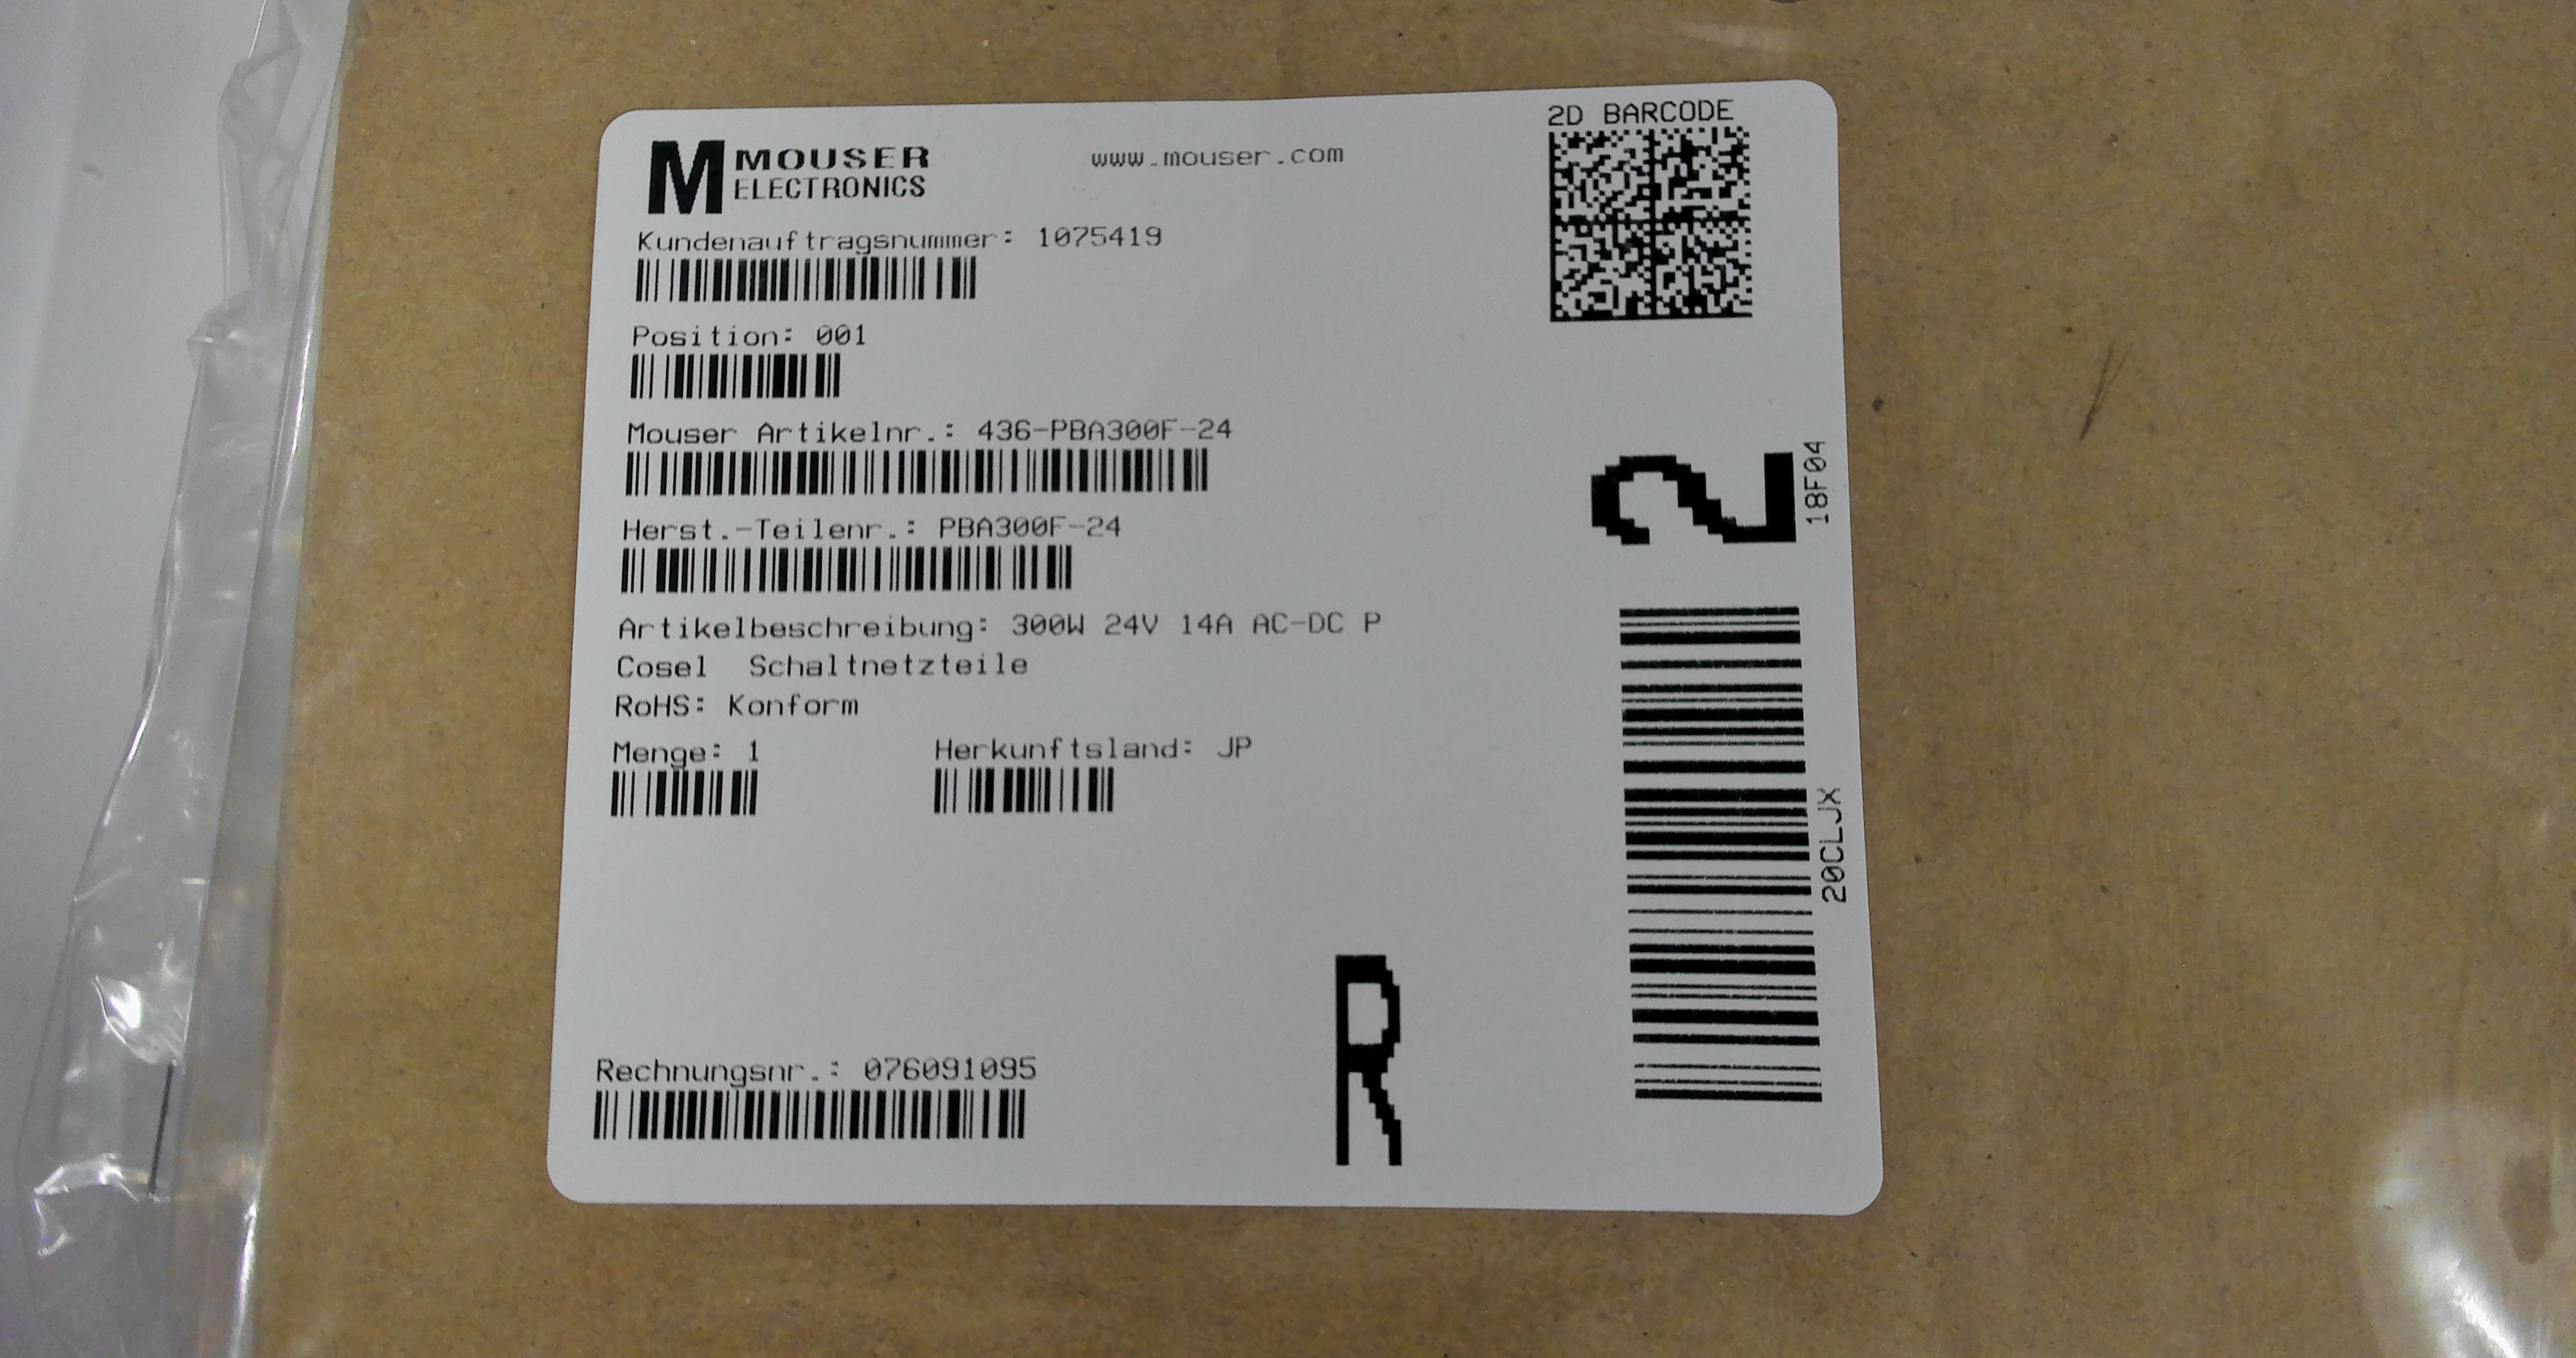 MOUSER
ELECTRONICS
www.mouser.com
2D BARCODE
Kundenauftragsnummer: 1075419
Position: 001
Mouser Artikelnr.: 436-PBA300F-24
Herst.-Teilenr.: PBA300F-24
Artikelbeschreibung: 300W 24V 14A AC-DC P
Cosel Schaltnetzteile
RoHS: Konform
Menge: 1
Herkunftsland: JP
Rechnungsnr.: 076091095
R
2
18F04
20CLJX